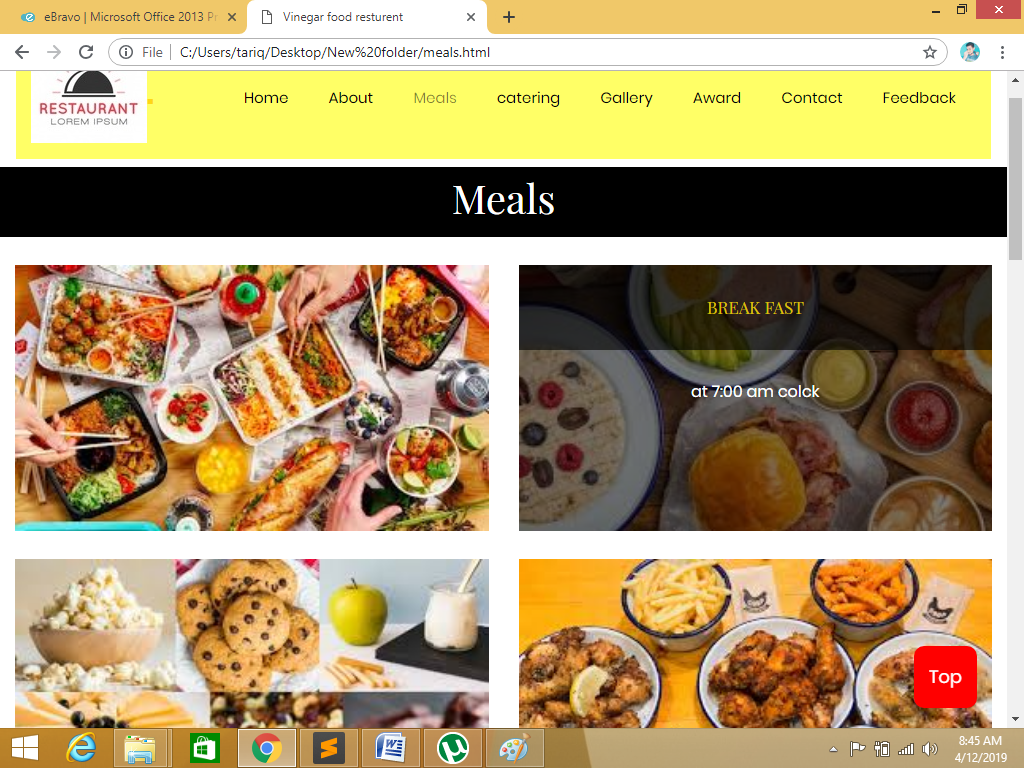 eBravo | Microsoft Office 2013 Pr
Vinegar food resturent
File
C:/Users/tariq/Desktop/New%20folder/meals.html
RESTAURANT
LOREM IPSUM
Home
About
Meals
catering
Gallery
Award
Contact
Feedback
Meals
BREAK FAST
at 7:00 am colck
Top
8:45 AM
4/12/2019